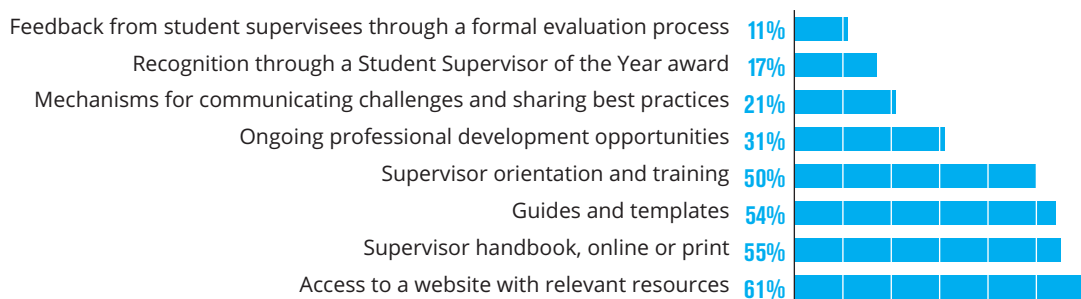 Feedback from student supervisees through a formal evaluation process 11%
Recognition through a Student Supervisor of the Year award 17%
Mechanisms for communicating challenges and sharing best practices 21%
Ongoing professional development opportunities 31%
Supervisor orientation and training 50%
Guides and templates 54%
Supervisor handbook, online or print 55%
Access to a website with relevant resources 61%